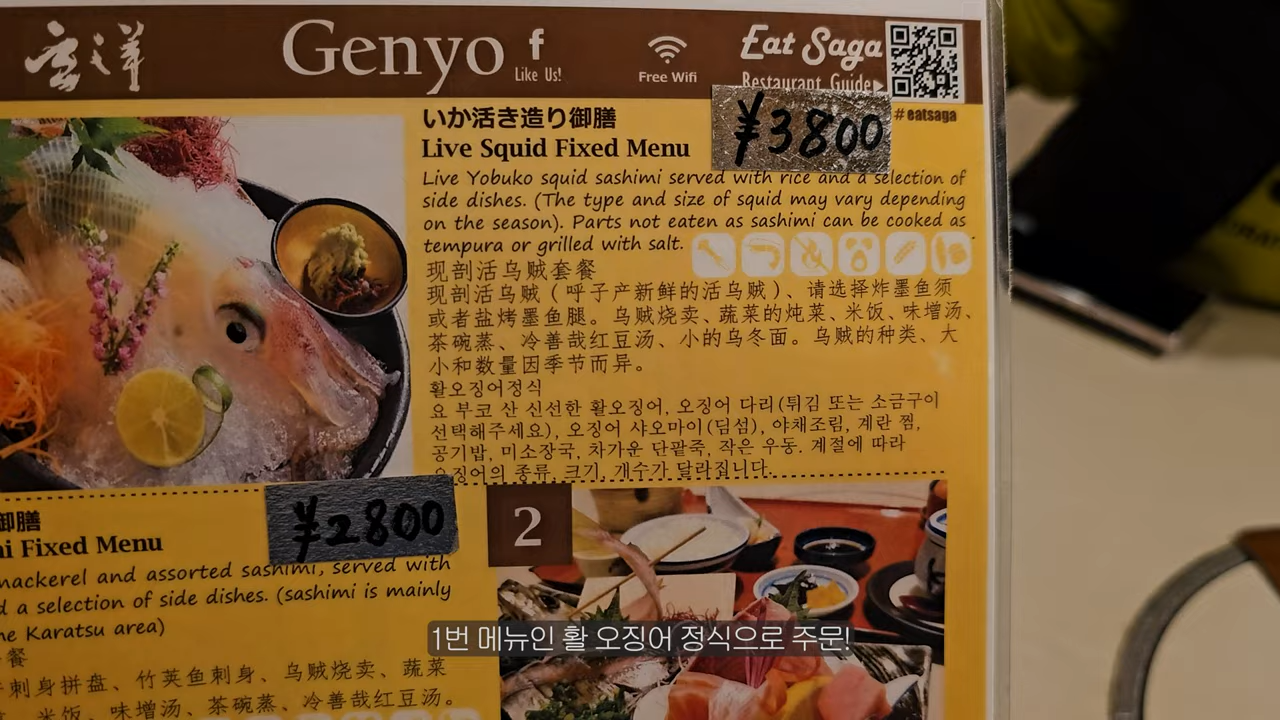 玄洋 Genyo
Like Us!
Free Wifi
Eat Saga
Restaurant Guide▶
#eatsaga
いか活き造り御膳
¥3800
Live Squid Fixed Menu
Live Yobuko squid sashimi served with rice and a selection of
side dishes. (The type and size of squid may vary depending
on the season). Parts not eaten as sashimi can be cooked as
tempura or grilled with salt.
现剖活乌贼套餐
现剖活乌贼（呼子产新鲜的活乌贼）、请选择炸墨鱼须
或者盐烤墨鱼腿。乌贼烧卖、蔬菜的炖菜、米饭、味增汤、
茶碗蒸、冷善哉红豆汤、小的乌冬面。乌贼的种类、大
小和数量因季节而异。
활오징어정식
요 부코 산 신선한 활오징어, 오징어 다리(튀김 또는 소금구이
선택해주세요), 오징어 샤오마이(딤섬), 야채조림, 계란 찜,
공기밥, 미소장국, 차가운 단팥죽, 작은 우동. 계절에 따라
오징어의 종류, 크기, 개수가 달라집니다.
御膳
¥2800
Fixed Menu
mackerel and assorted sashimi, served with
a selection of side dishes. (sashimi is mainly
Karatsu area)
餐
刺身拼盘、竹荚鱼刺身、乌贼烧卖、蔬菜
米饭、味增汤、茶碗蒸、冷善哉红豆汤。
2
1번 메뉴인 활 오징어 정식으로 주문!